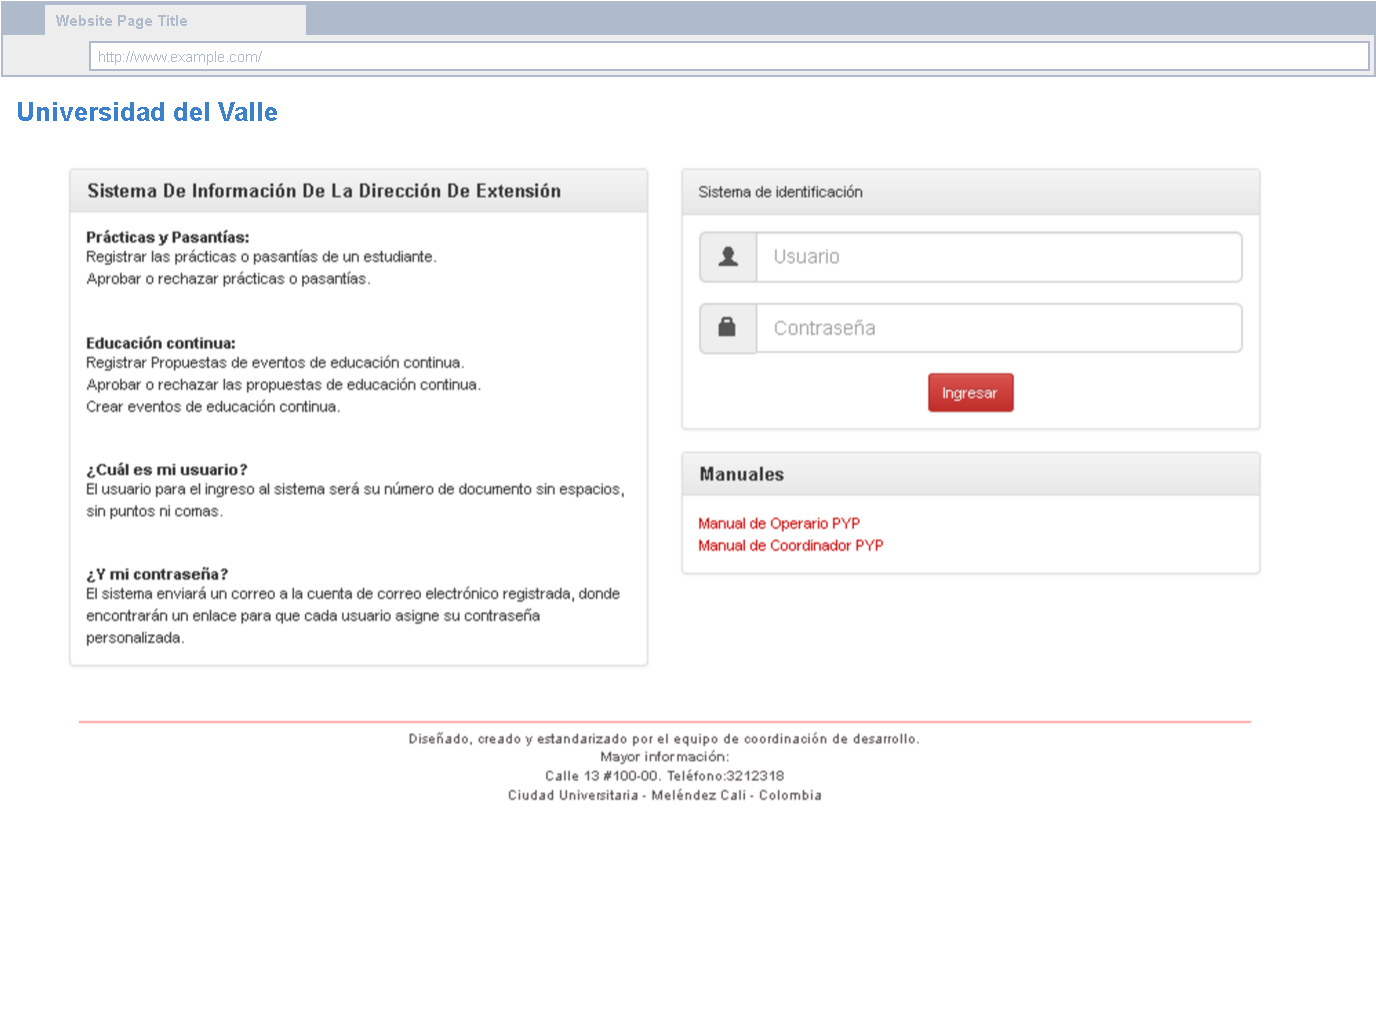 Website Page Title
http://www.example.com/
Universidad del Valle
Sistema De Información De La Dirección De Extensión
Prácticas y Pasantías:
Registrar las prácticas o pasantías de un estudiante.
Aprobar o rechazar prácticas o pasantías.
Educación continua:
Registrar Propuestas de eventos de educación continua.
Aprobar o rechazar las propuestas de educación continua.
Crear eventos de educación continua.
¿Cuál es mi usuario?
El usuario para el ingreso al sistema será su número de documento sin espacios,
sin puntos ni comas.
¿Y mi contraseña?
El sistema enviará un correo a la cuenta de correo electrónico registrada, donde
encontrarán un enlace para que cada usuario asigne su contraseña
personalizada.
Sistema de identificación
Usuario
Contraseña
Ingresar
Manuales
Manual de Operario PYP
Manual de Coordinador PYP
Diseñado, creado y estandarizado por el equipo de coordinación de desarrollo.
Mayor información:
Calle 13 #100-00. Teléfono:3212318
Ciudad Universitaria - Meléndez Cali - Colombia